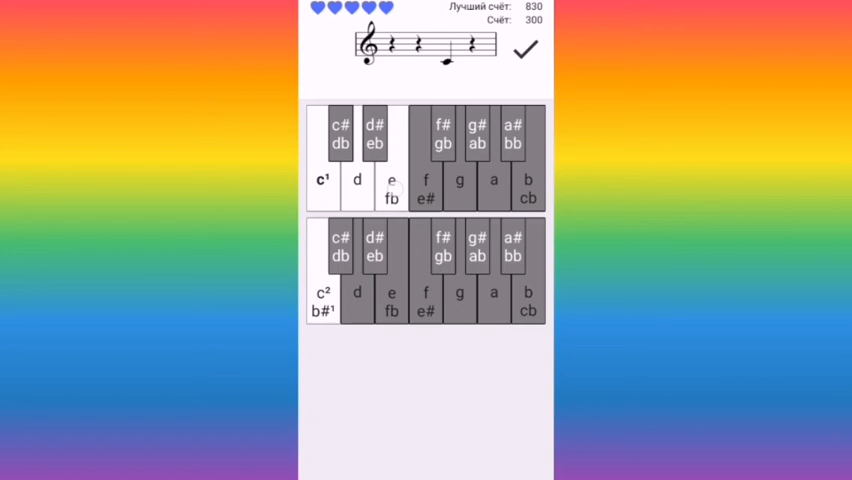 Лучший счёт: 830
Счёт: 300
c# d# f# g# a#
db eb gb ab bb
c¹ d e f g a b
fb e# cb
c# d# f# g# a#
db eb gb ab bb
c² d e f g a b
b#¹ fb e# cb